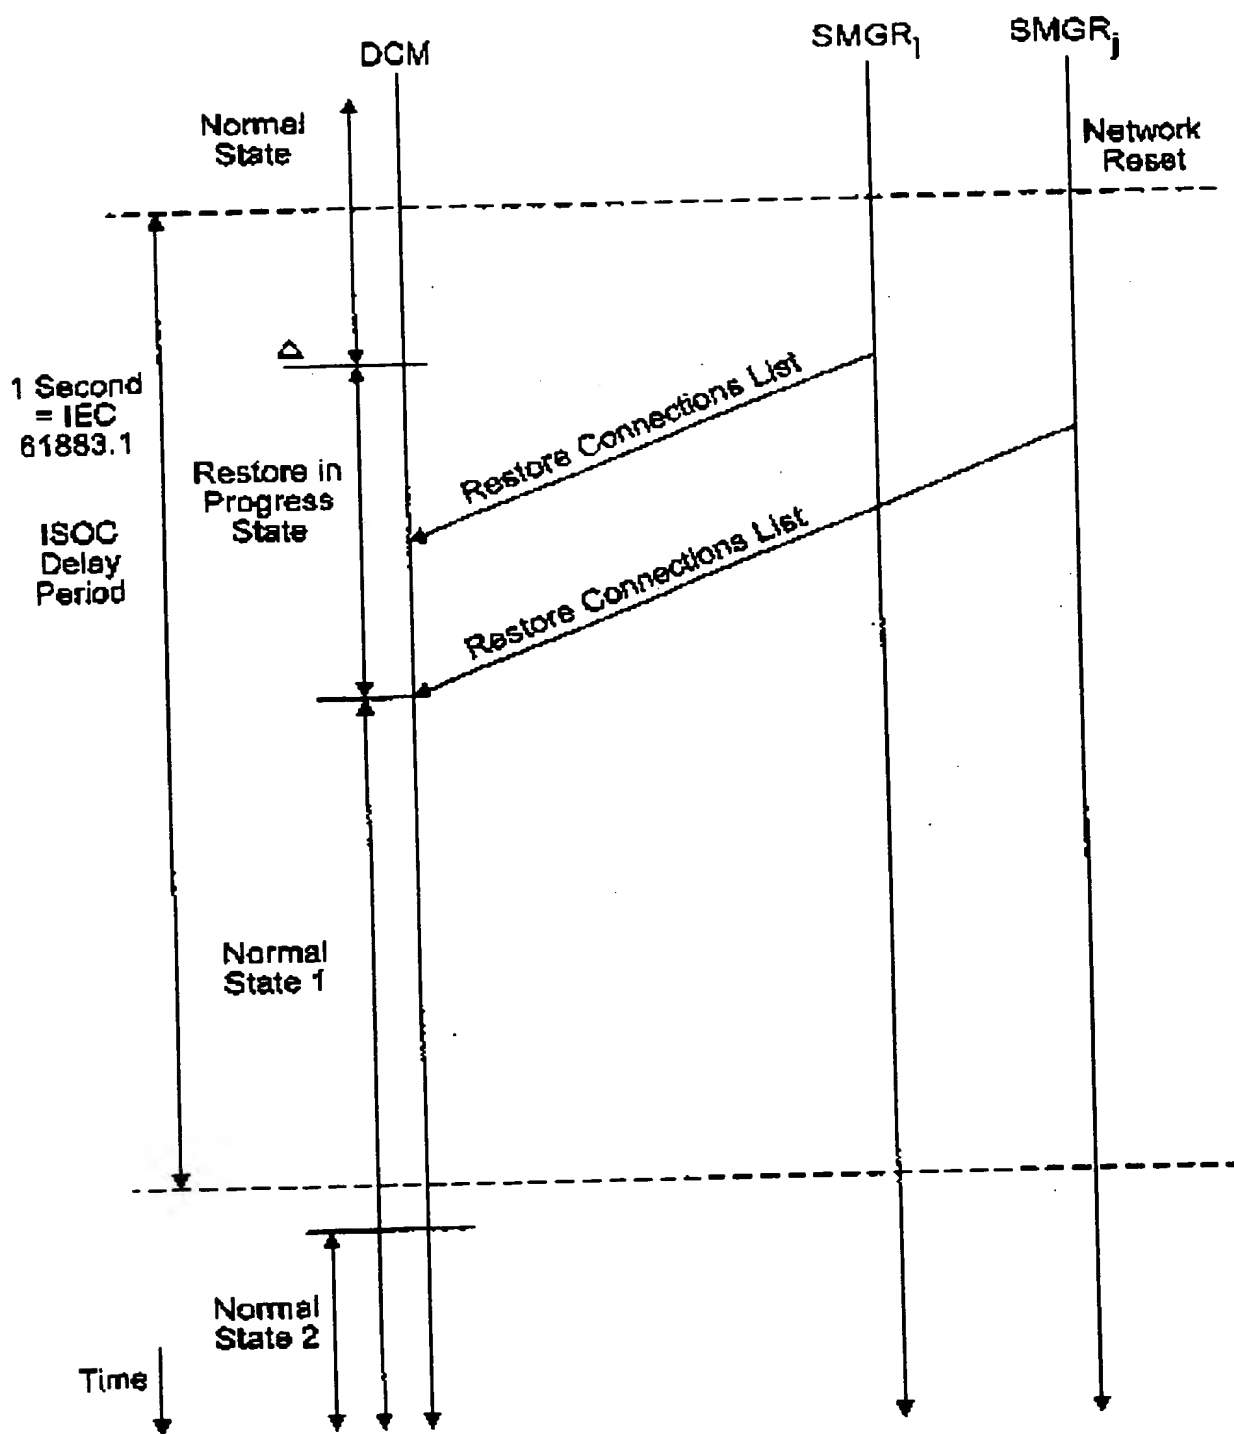 DCM
SMGRi
SMGRj
Normal
State
Network
Reset
Δ
1 Second
= IEC
61883.1
ISOC
Delay
Period
Restore in
Progress
State
Restore Connections List
Restore Connections List
Normal
State 1
Normal
State 2
Time